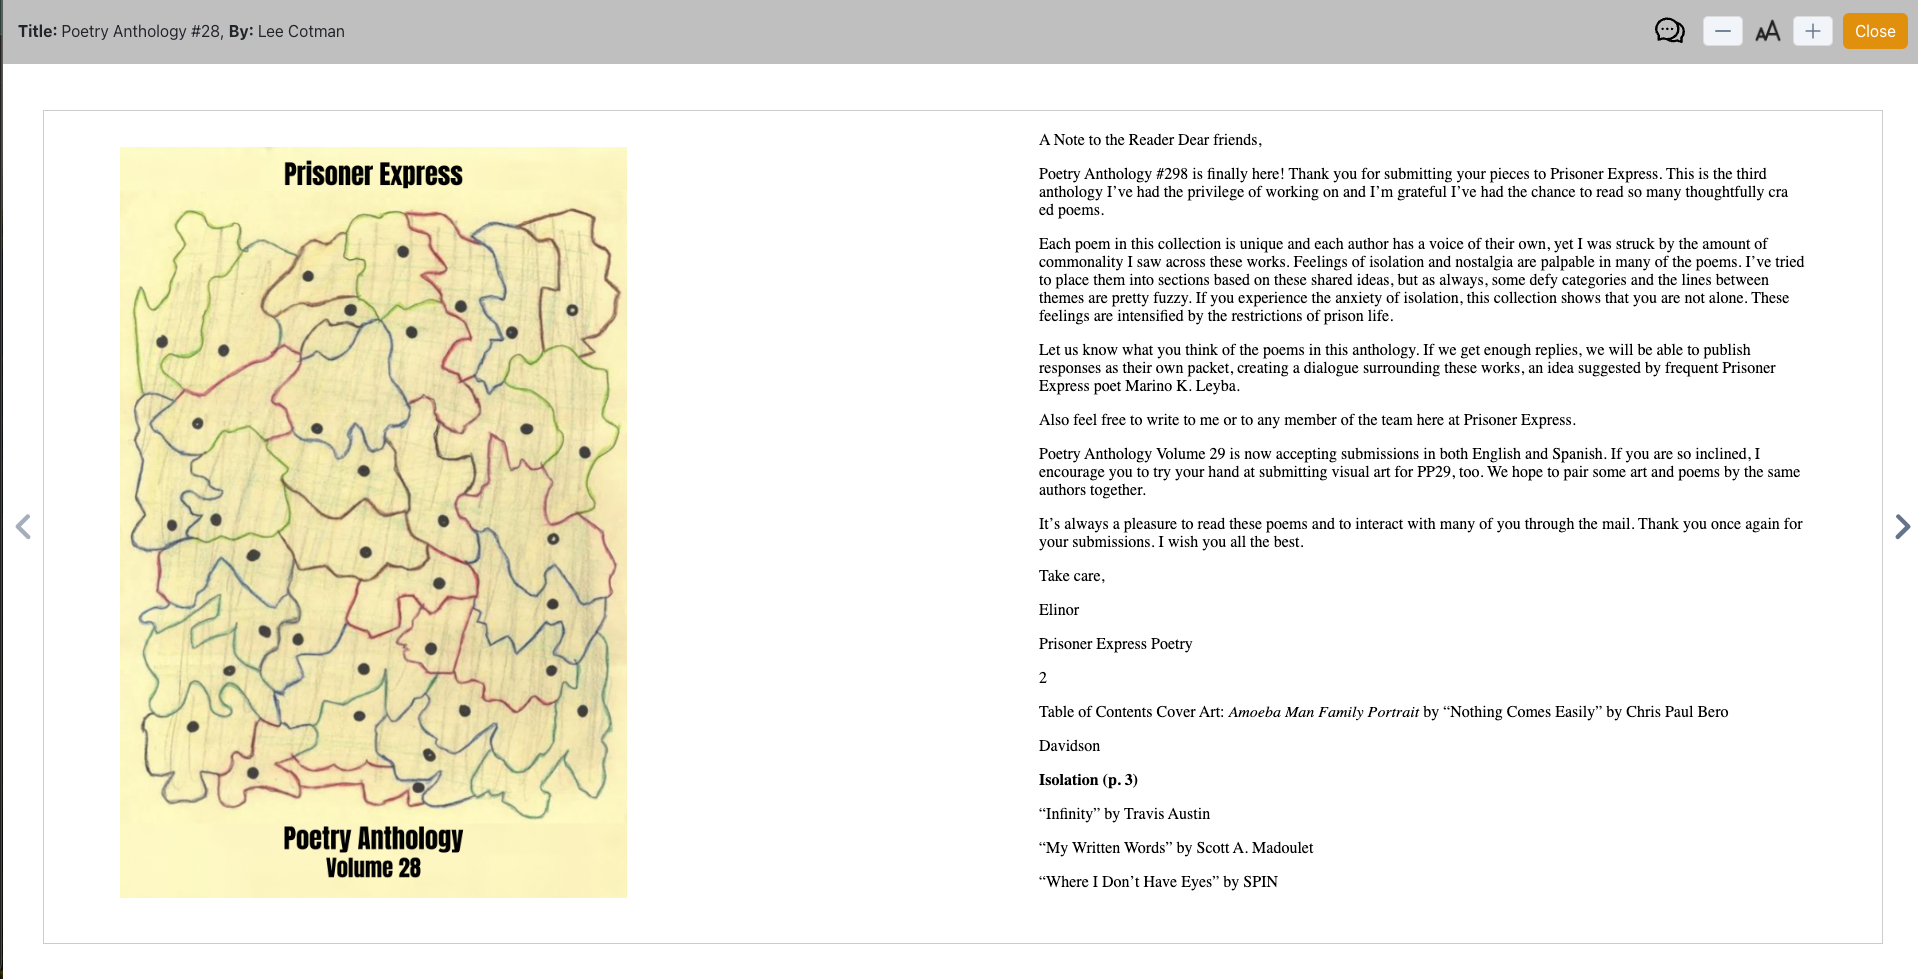 Title: Poetry Anthology #28, By: Lee Cotman
AA
Close
Prisoner Express
Poetry Anthology
Volume 28
A Note to the Reader Dear friends,
Poetry Anthology #298 is finally here! Thank you for submitting your pieces to Prisoner Express. This is the third
anthology I’ve had the privilege of working on and I’m grateful I’ve had the chance to read so many thoughtfully cra
ed poems.
Each poem in this collection is unique and each author has a voice of their own, yet I was struck by the amount of
commonality I saw across these works. Feelings of isolation and nostalgia are palpable in many of the poems. I’ve tried
to place them into sections based on these shared ideas, but as always, some defy categories and the lines between
themes are pretty fuzzy. If you experience the anxiety of isolation, this collection shows that you are not alone. These
feelings are intensified by the restrictions of prison life.
Let us know what you think of the poems in this anthology. If we get enough replies, we will be able to publish
responses as their own packet, creating a dialogue surrounding these works, an idea suggested by frequent Prisoner
Express poet Marino K. Leyba.
Also feel free to write to me or to any member of the team here at Prisoner Express.
Poetry Anthology Volume 29 is now accepting submissions in both English and Spanish. If you are so inclined, I
encourage you to try your hand at submitting visual art for PP29, too. We hope to pair some art and poems by the same
authors together.
It’s always a pleasure to read these poems and to interact with many of you through the mail. Thank you once again for
your submissions. I wish you all the best.
Take care,
Elinor
Prisoner Express Poetry
2
Table of Contents Cover Art: Amoeba Man Family Portrait by “Nothing Comes Easily” by Chris Paul Bero
Davidson
Isolation (p. 3)
“Infinity” by Travis Austin
“My Written Words” by Scott A. Madoulet
“Where I Don’t Have Eyes” by SPIN